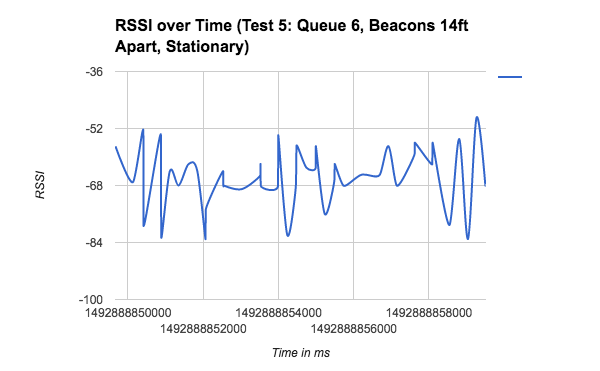 RSSI over Time (Test 5: Queue 6, Beacons 14ft
Apart, Stationary)
-36
-52
-68
-84
-100
RSSI
1492888850000
1492888854000
1492888858000
1492888852000
1492888856000
Time in ms